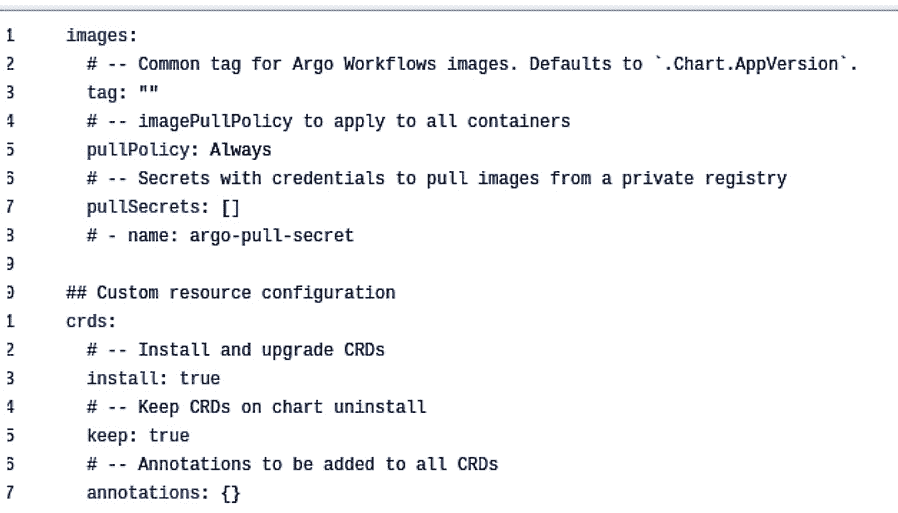 1 images:
2   # -- Common tag for Argo Workflows images. Defaults to `.Chart.AppVersion`.
3   tag: ""
4   # -- imagePullPolicy to apply to all containers
5   pullPolicy: Always
6   # -- Secrets with credentials to pull images from a private registry
7   pullSecrets: []
8   # - name: argo-pull-secret
9
0 ## Custom resource configuration
1 crds:
2   # -- Install and upgrade CRDs
3   install: true
4   # -- Keep CRDs on chart uninstall
5   keep: true
6   # -- Annotations to be added to all CRDs
7   annotations: {}